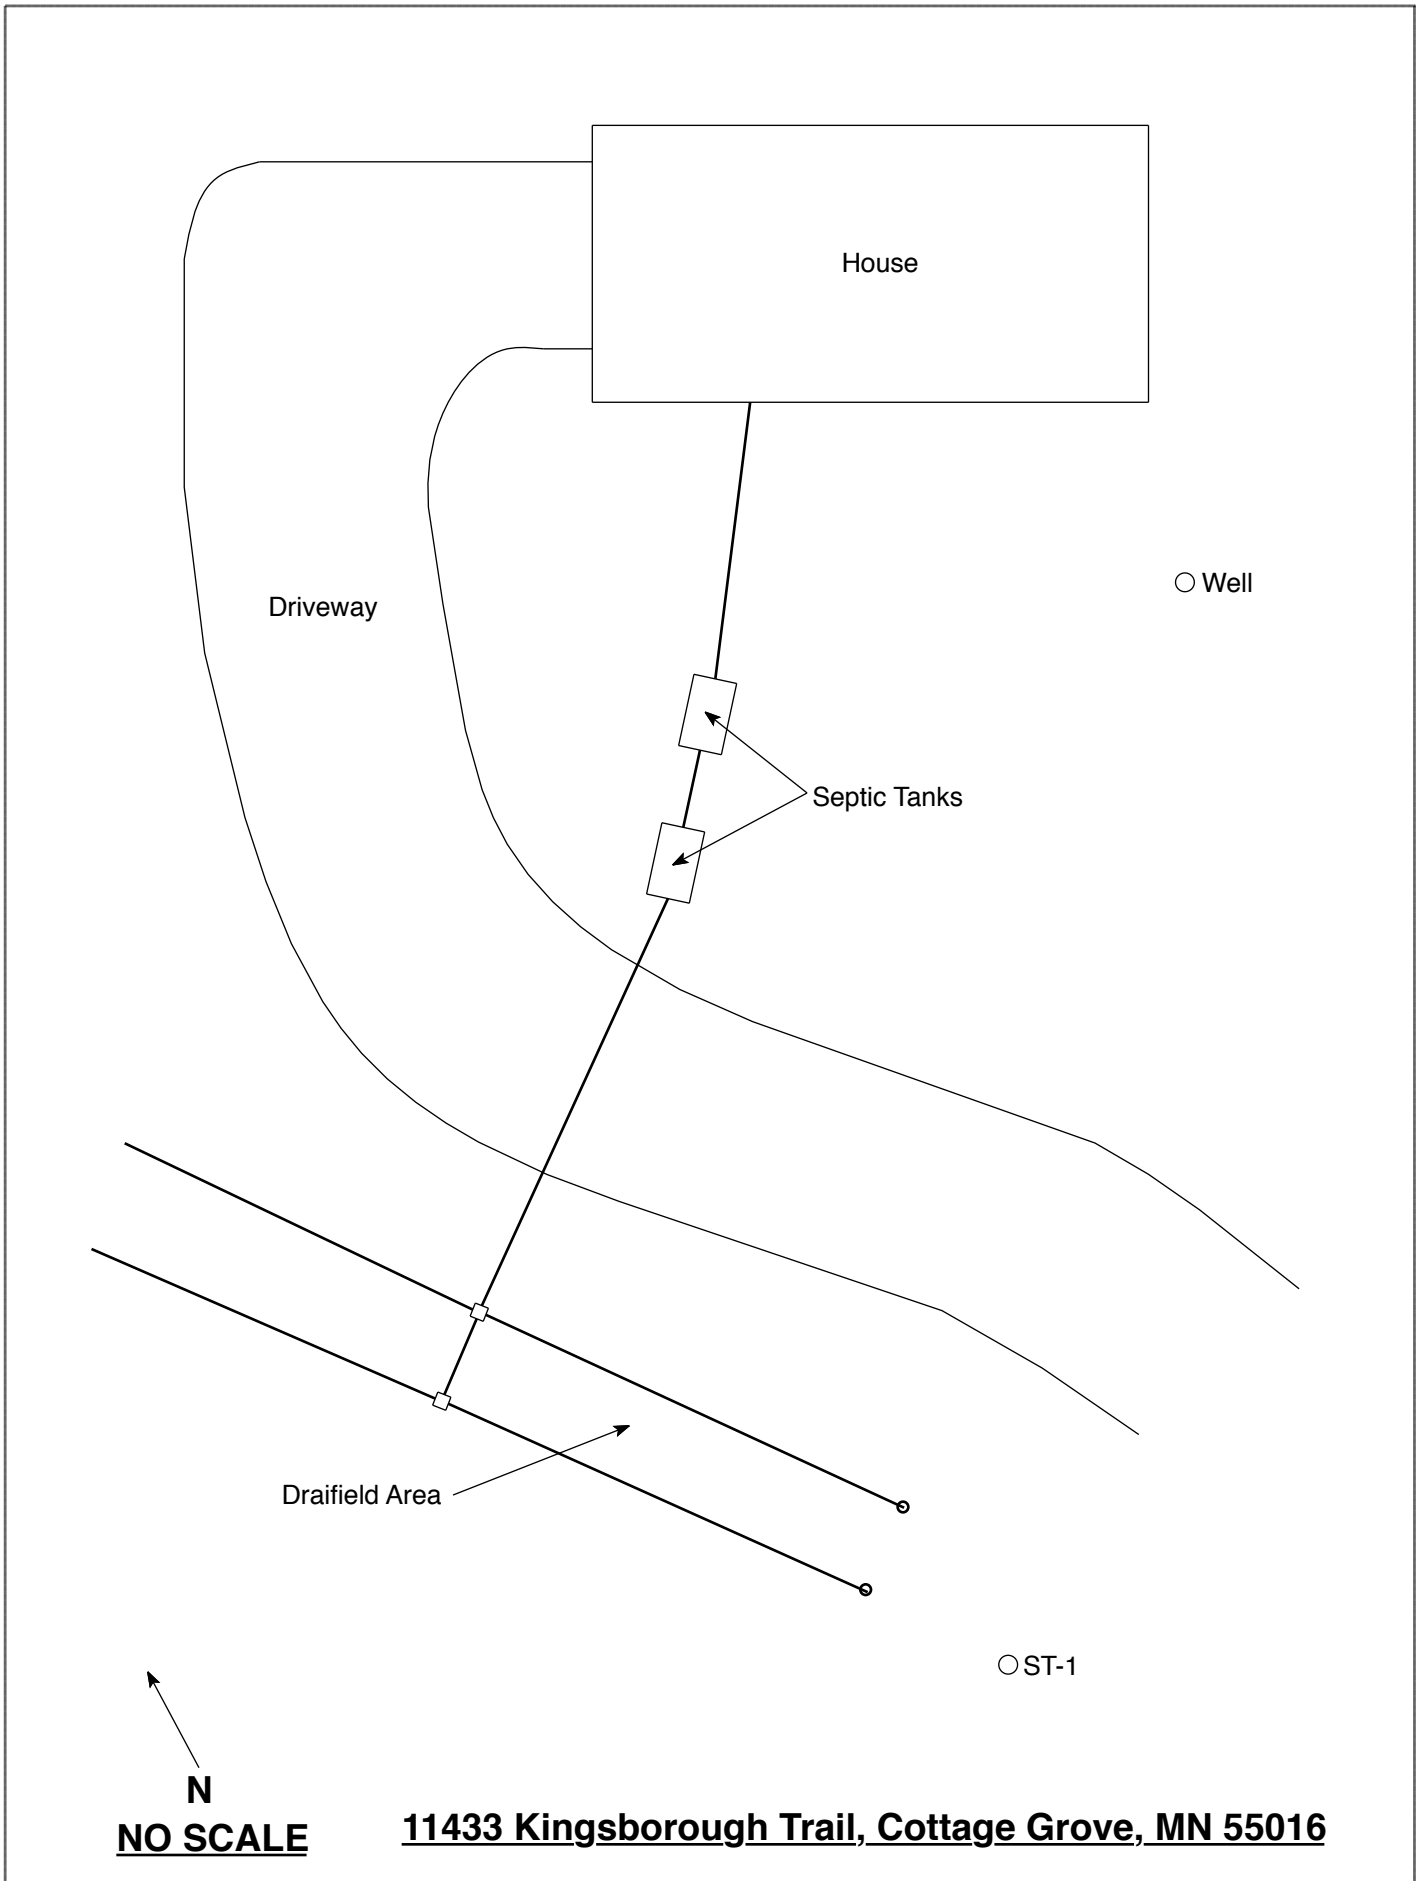 House
Well
Driveway
Septic Tanks
Draifield Area
ST-1
N
NO SCALE
11433 Kingsborough Trail, Cottage Grove, MN 55016